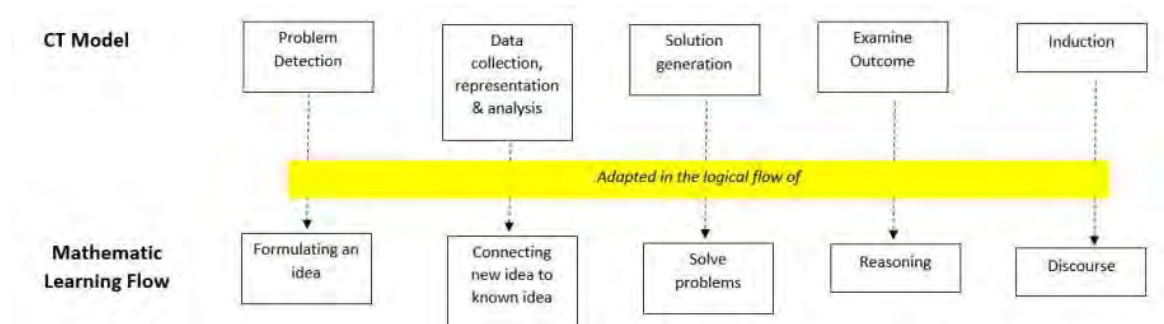 CT Model
Problem
Detection
Data
collection,
representation
& analysis
Solution
generation
Examine
Outcome
Induction
Adapted in the logical flow of
Mathematic
Learning Flow
Formulating an
idea
Connecting
new idea to
known idea
Solve
problems
Reasoning
Discourse